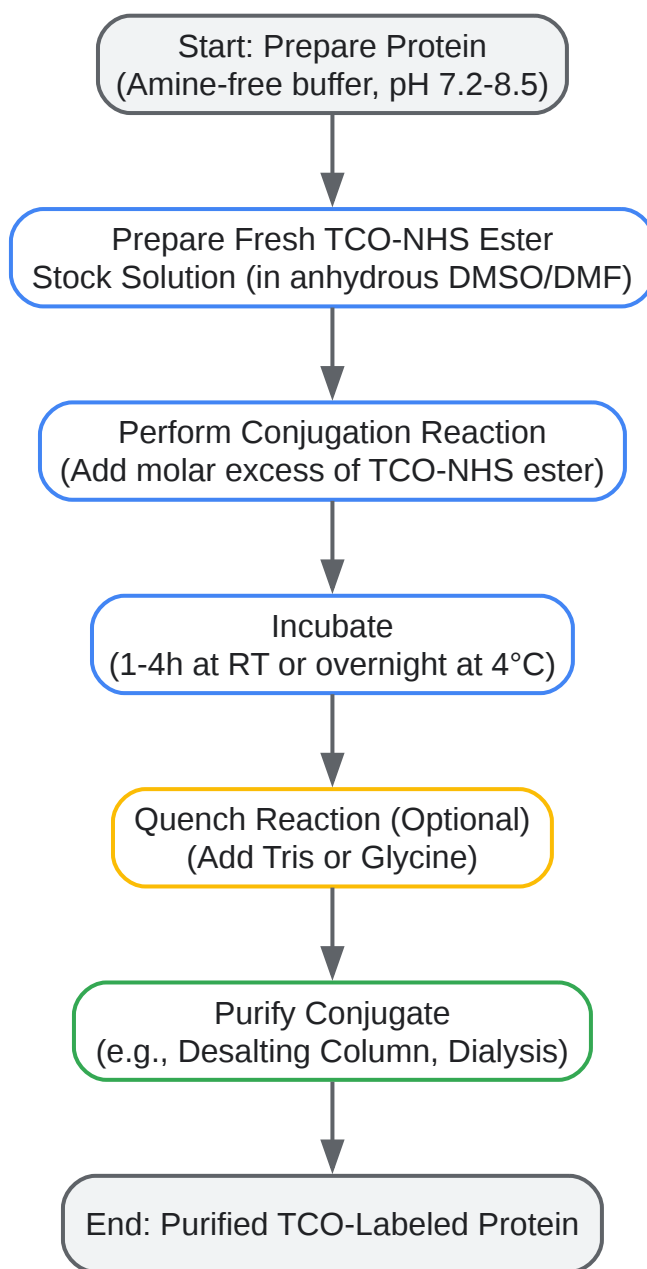 Start: Prepare Protein
(Amine-free buffer, pH 7.2-8.5)
Prepare Fresh TCO-NHS Ester
Stock Solution (in anhydrous DMSO/DMF)
Perform Conjugation Reaction
(Add molar excess of TCO-NHS ester)
Incubate
(1-4h at RT or overnight at 4°C)
Quench Reaction (Optional)
(Add Tris or Glycine)
Purify Conjugate
(e.g., Desalting Column, Dialysis)
End: Purified TCO-Labeled Protein